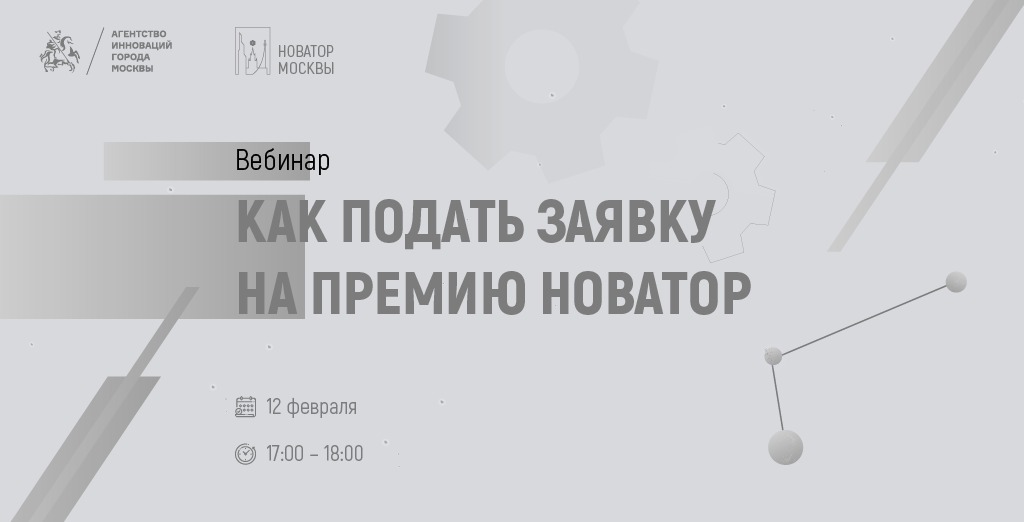 АГЕНТСТВО
ИННОВАЦИЙ
ГОРОДА
МОСКВЫ
НОВАТОР
МОСКВЫ
Вебинар
КАК ПОДАТЬ ЗАЯВКУ
НА ПРЕМИЮ НОВАТОР
12 февраля
17:00 – 18:00